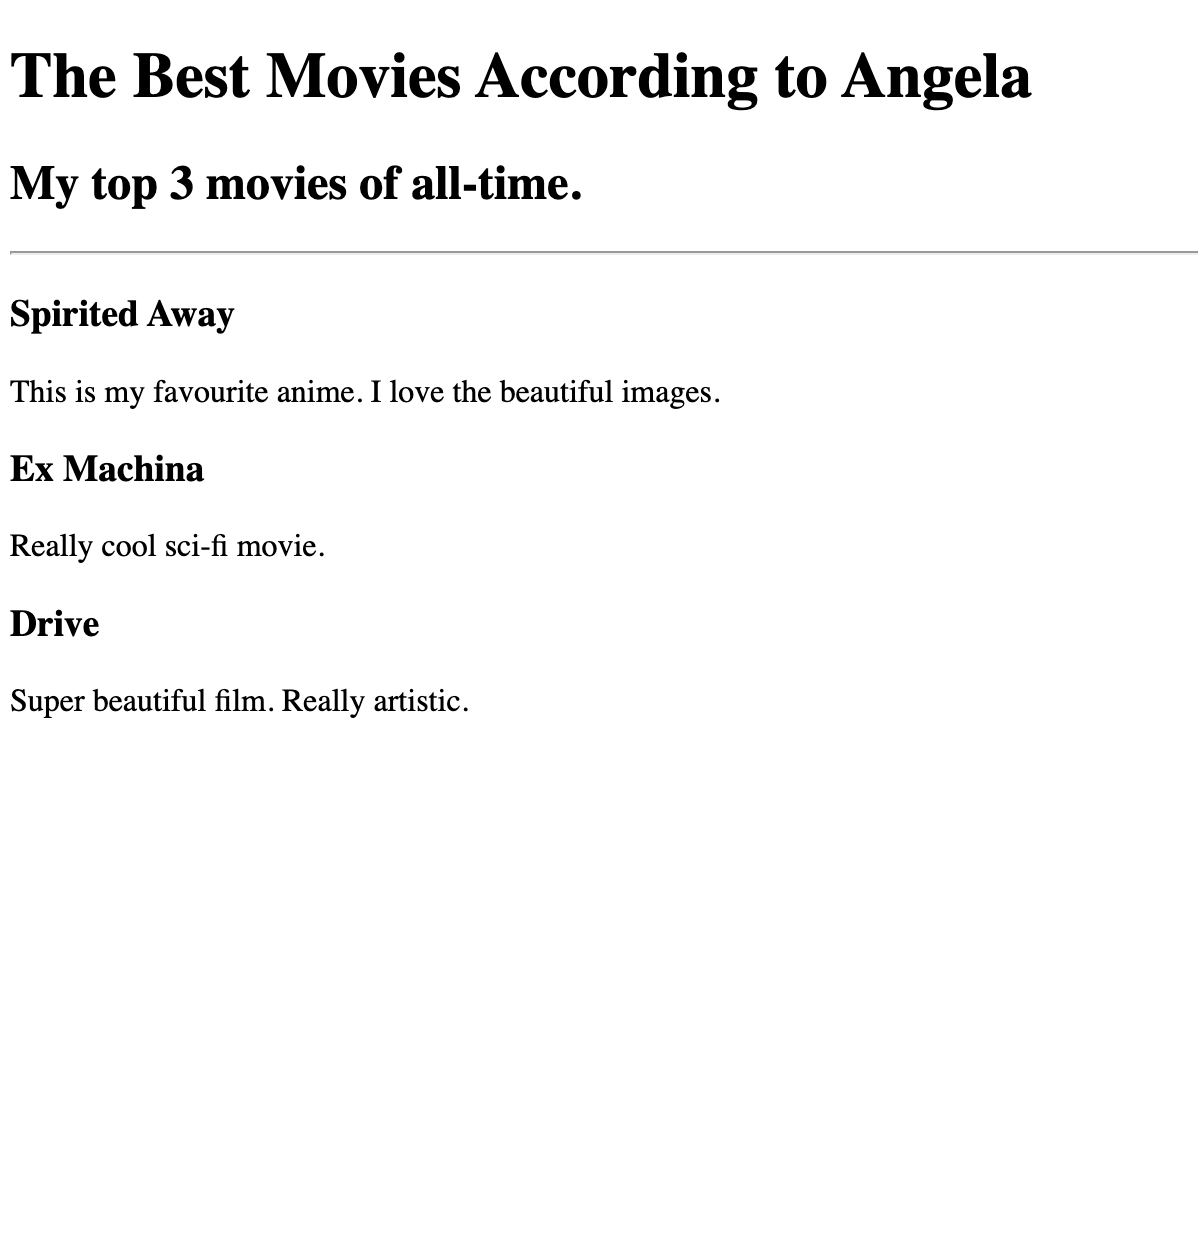 The Best Movies According to Angela
My top 3 movies of all-time.
Spirited Away
This is my favourite anime. I love the beautiful images.
Ex Machina
Really cool sci-fi movie.
Drive
Super beautiful film. Really artistic.